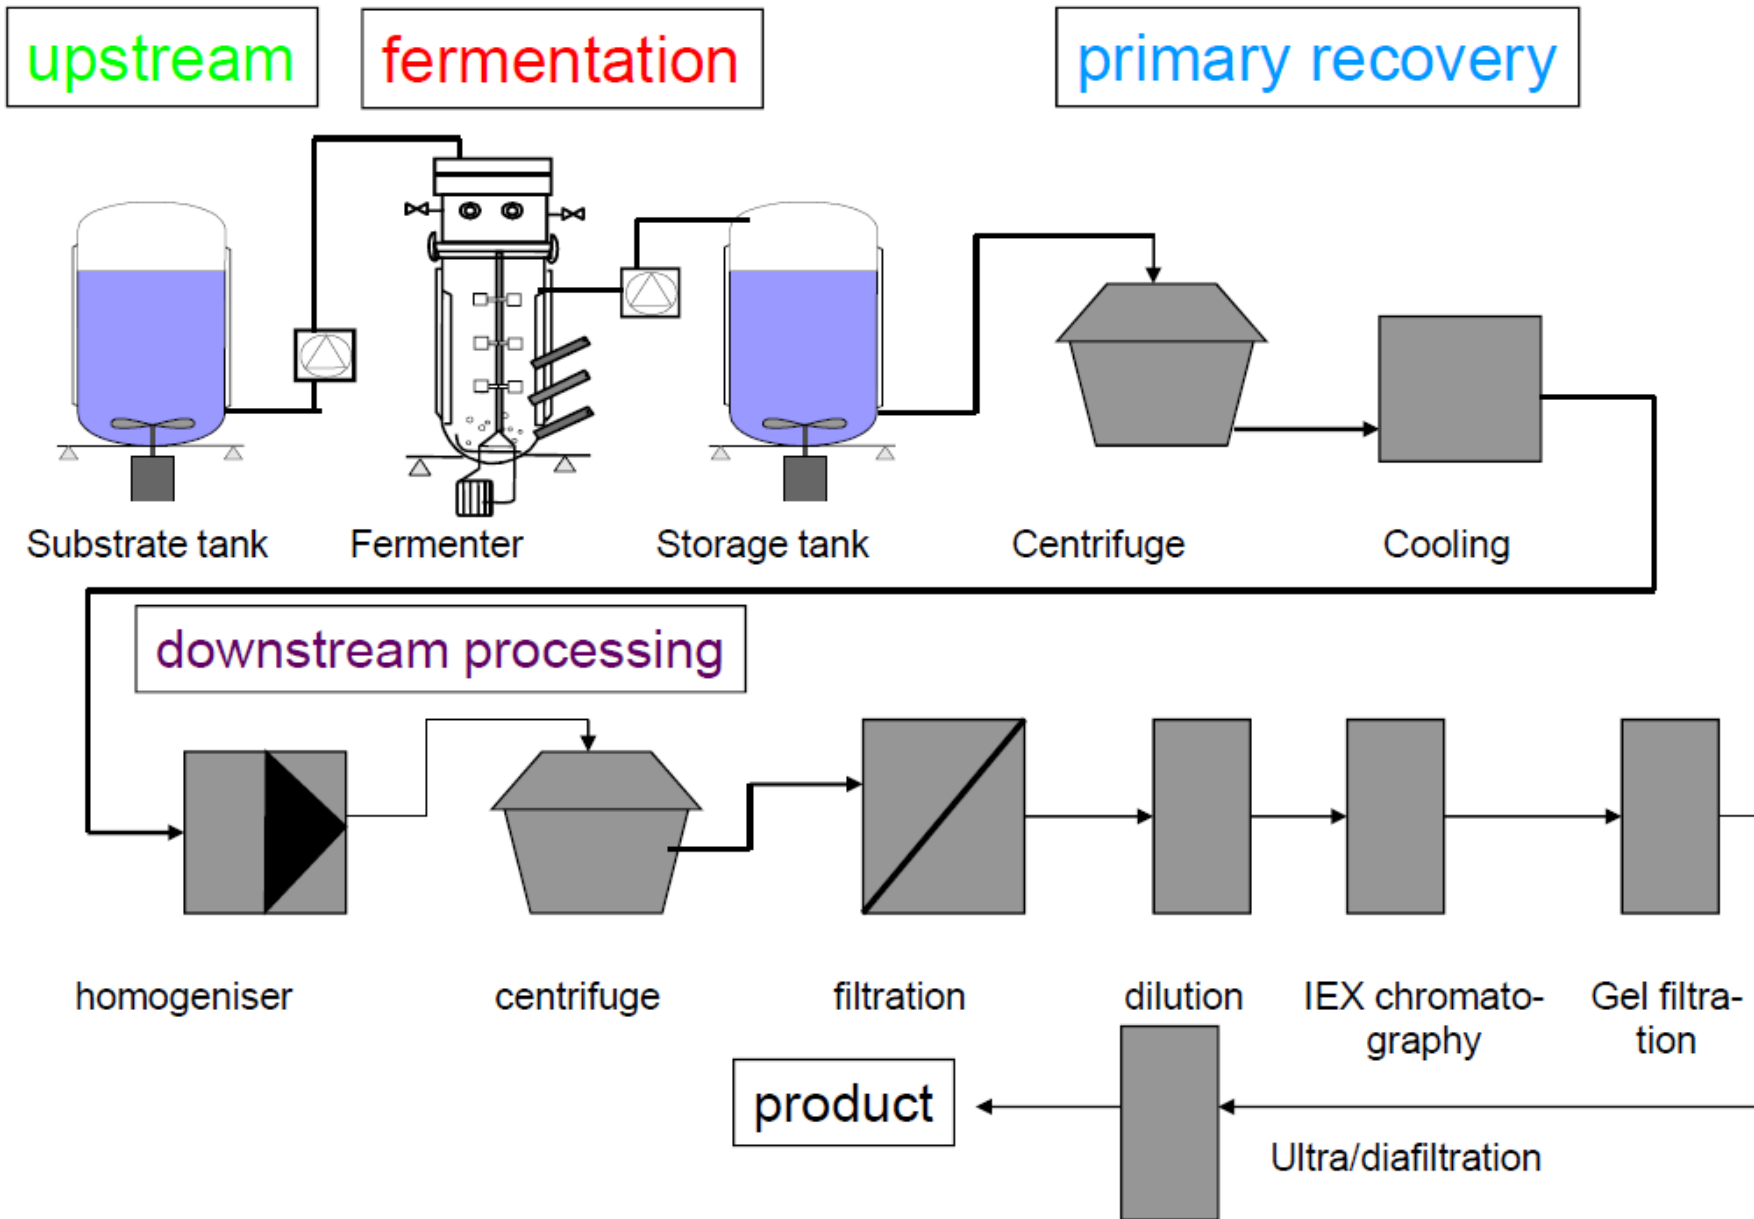 upstream
fermentation
primary recovery
Substrate tank
Fermenter
Storage tank
Centrifuge
Cooling
downstream processing
homogeniser
centrifuge
filtration
dilution
IEX chromato-
graphy
Gel filtra-
tion
product
Ultra/diafiltration